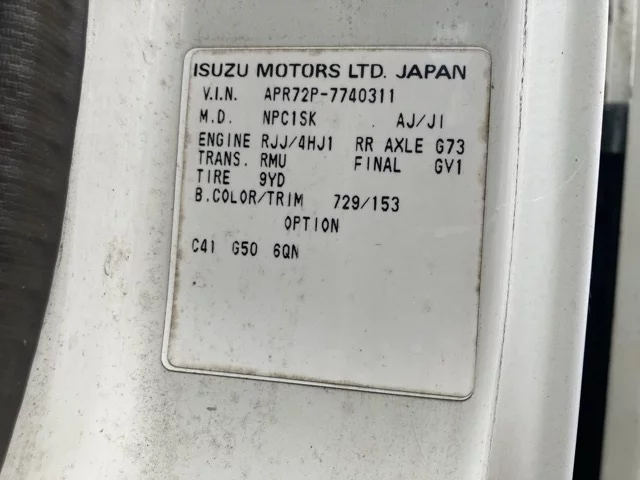 ISUZU MOTORS LTD. JAPAN
V.I.N. APR72P-7740311
M.D. NPC1SK . AJ/JI
ENGINE RJJ/4HJ1 RR AXLE G73
TRANS. RMU FINAL GV1
TIRE 9YD
B.COLOR/TRIM 729/153
OPTION
C41 G50 6QN